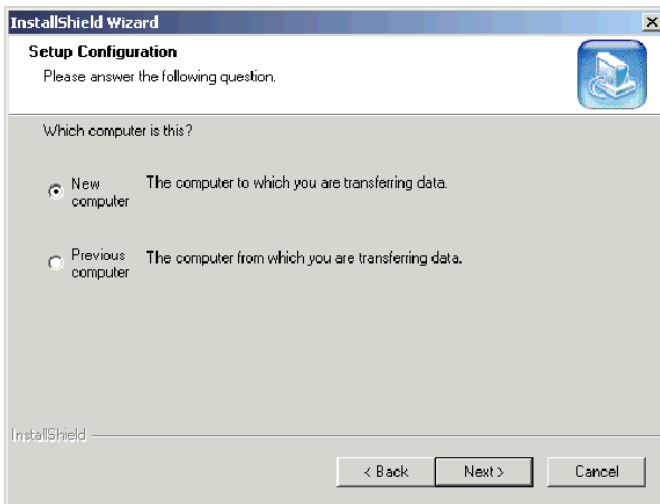 InstallShield Wizard
Setup Configuration
Please answer the following question.
Which computer is this?
New computer
The computer to which you are transferring data.
Previous computer
The computer from which you are transferring data.
InstallShield
< Back
Next >
Cancel